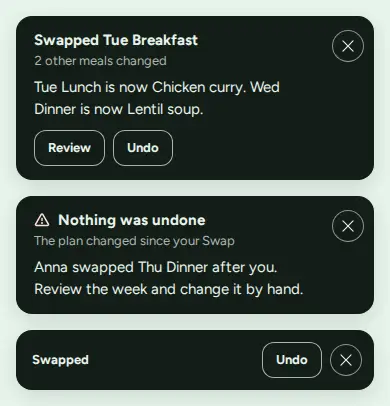 Swapped Tue Breakfast
2 other meals changed
Tue Lunch is now Chicken curry. Wed
Dinner is now Lentil soup.
Review Undo
Nothing was undone
The plan changed since your Swap
Anna swapped Thu Dinner after you.
Review the week and change it by hand.
Swapped Undo